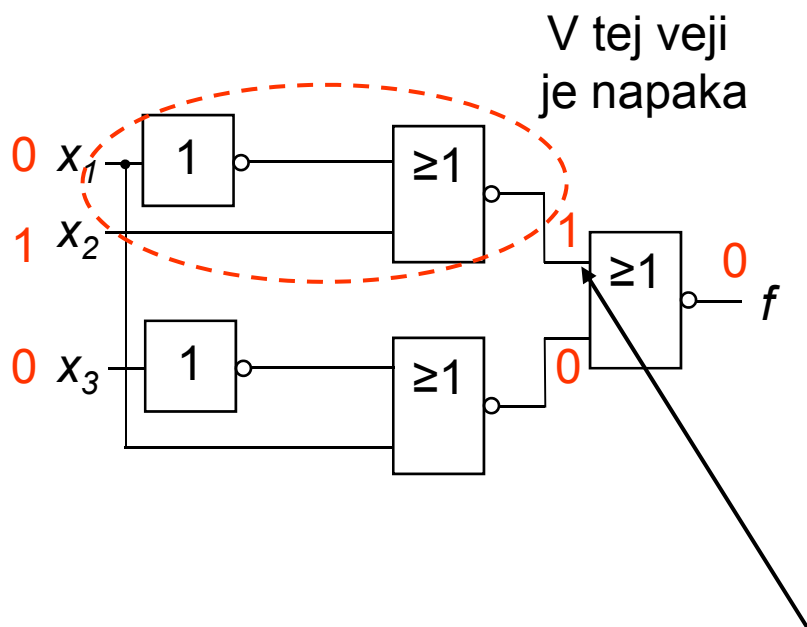 V tej veji
je napaka
0 x₁ 1 ≥1
1 x₂ 1 ≥1 0 f
0 x₃ 1 ≥1 0